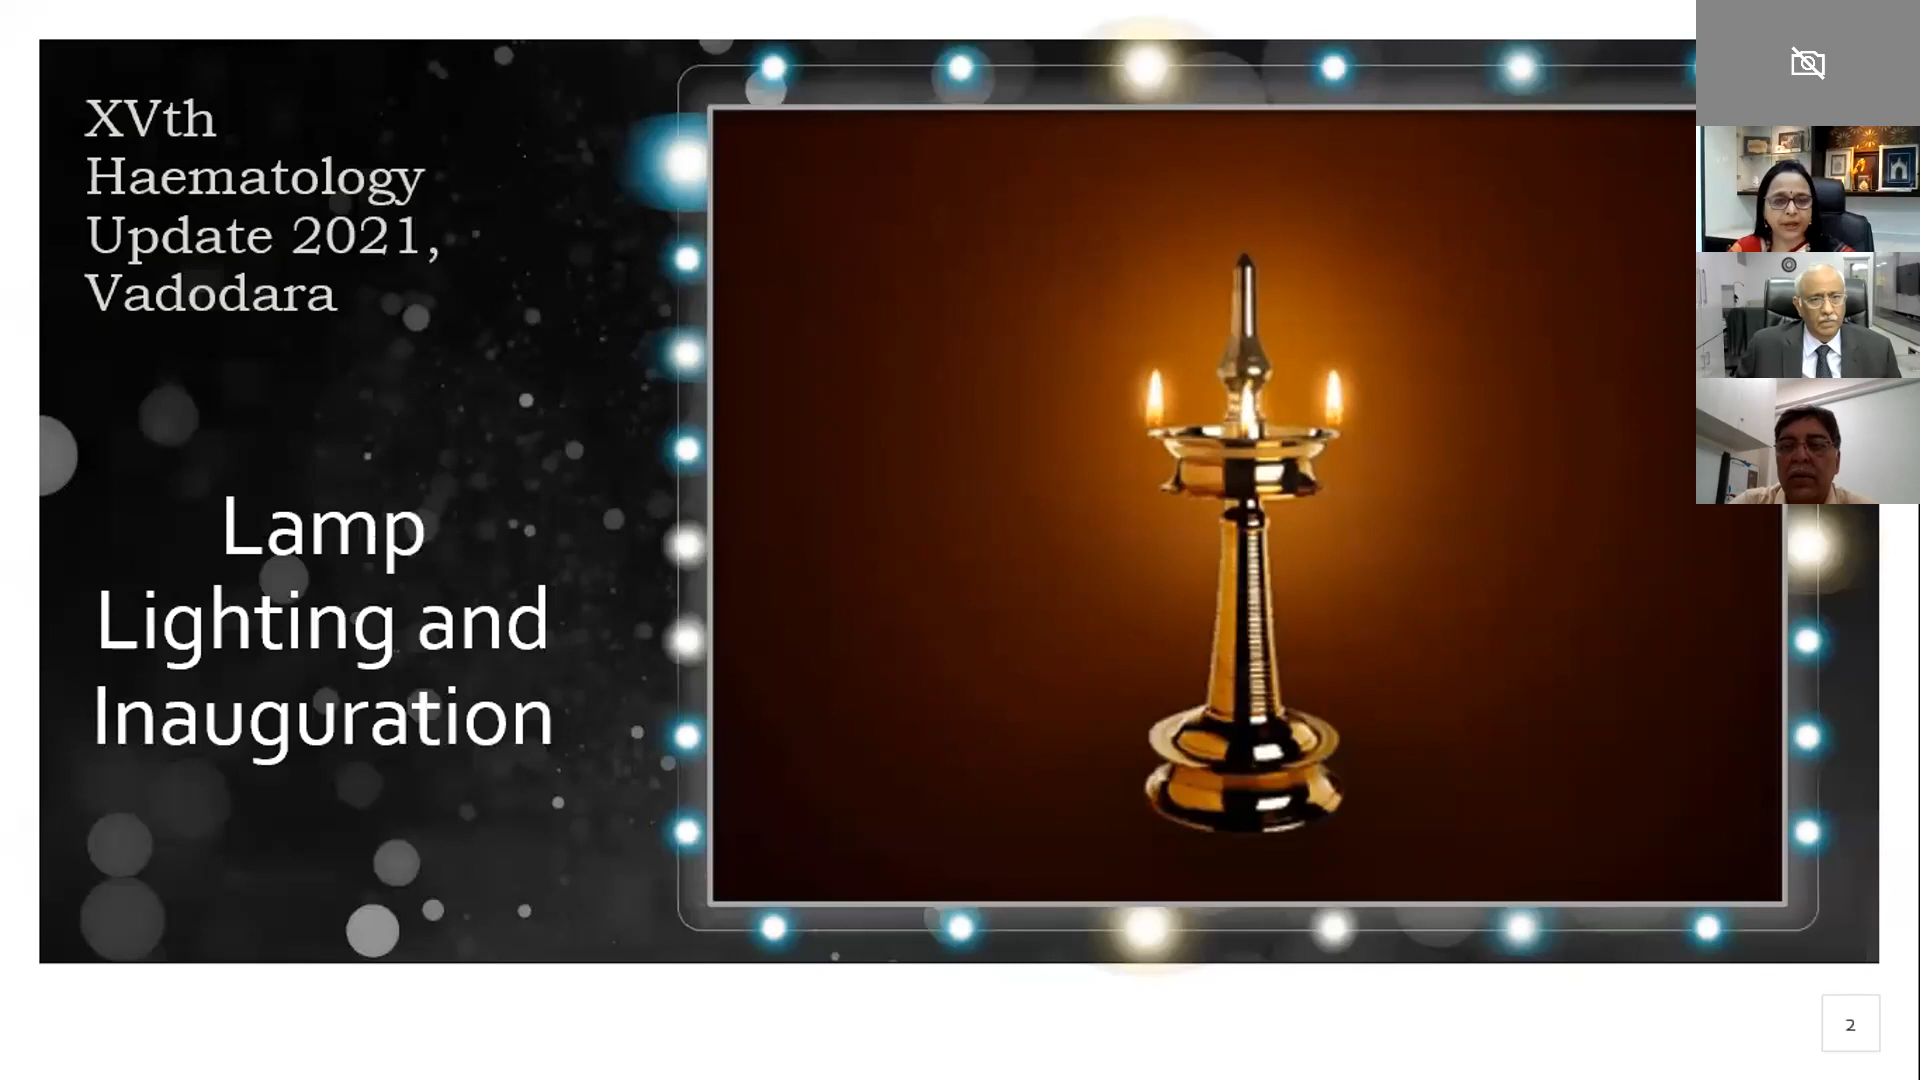 XVth
Haematology
Update 2021,
Vadodara
Lamp
Lighting and
Inauguration
2